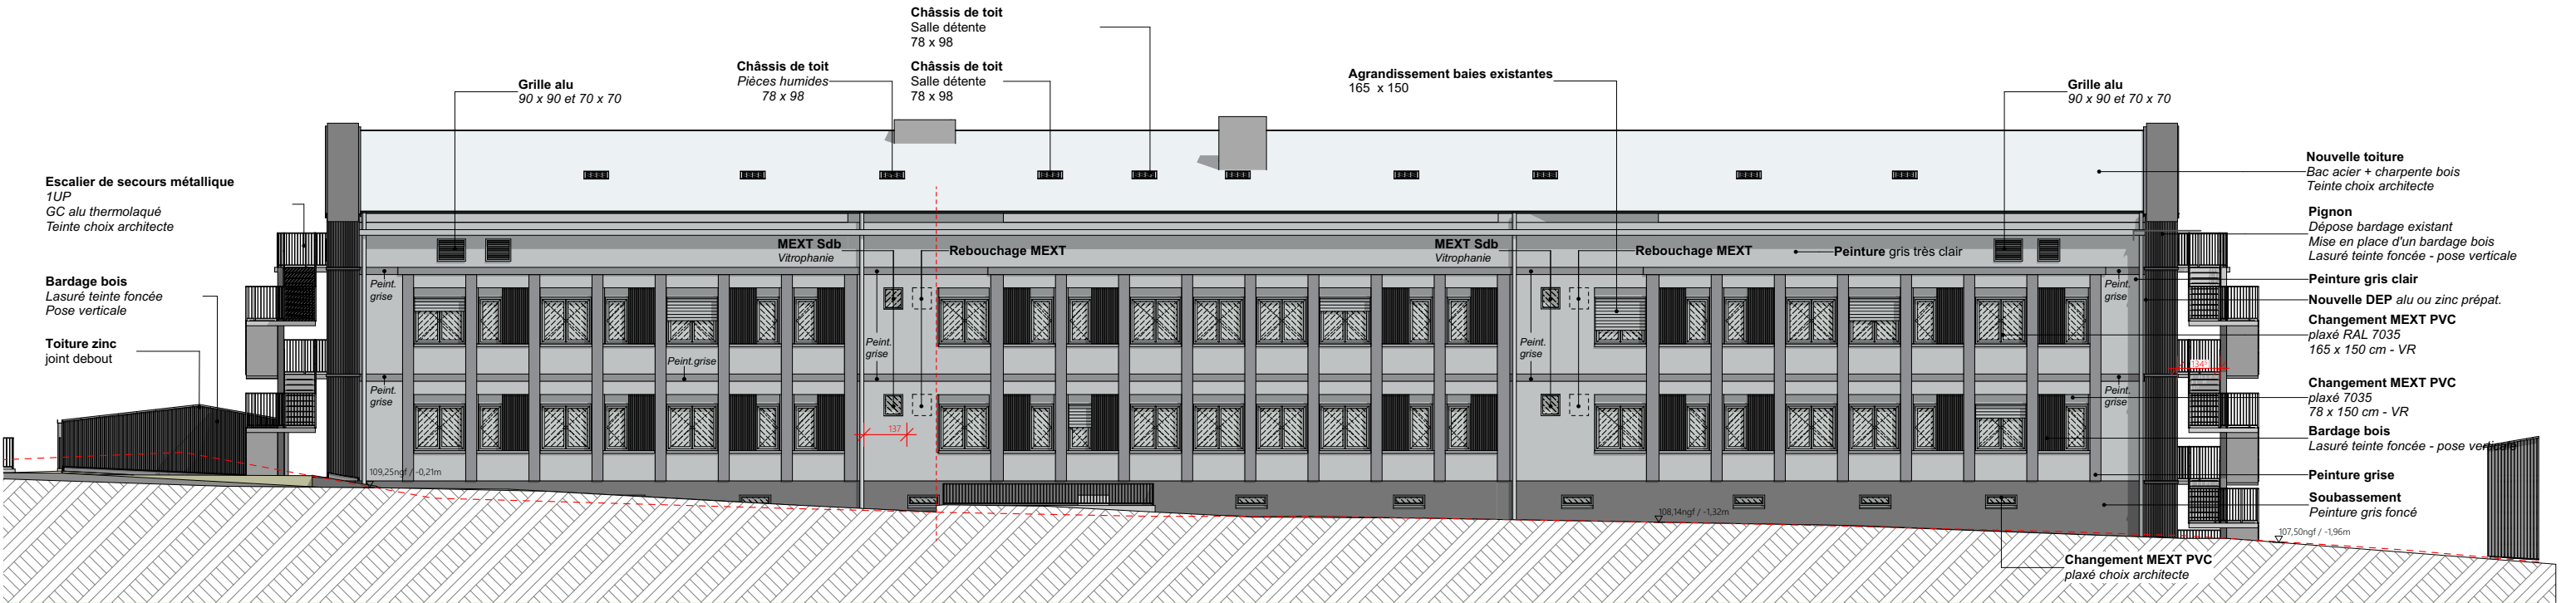 Châssis de toit
Salle détente
78 x 98
Châssis de toit
Pièces humides
78 x 98
Châssis de toit
Salle détente
78 x 98
Grille alu
90 x 90 et 70 x 70
Agrandissement baies existantes
165 x 150
Grille alu
90 x 90 et 70 x 70
Escalier de secours métallique
1UP
GC alu thermolaqué
Teinte choix architecte
Bardage bois
Lasuré teinte foncée
Pose verticale
Toiture zinc
joint debout
MEXT Sdb
Vitrophanie
Rebouchage MEXT
MEXT Sdb
Vitrophanie
Rebouchage MEXT
Peinture gris très clair
Peint.
grise
Peint.
grise
Peint.grise
Peint.
grise
Peint.
grise
Peint.
grise
Peint.
grise
137
134
109,25ngf / -0,21m
108,14ngf / -1,32m
107,50ngf / -1,96m
Nouvelle toiture
Bac acier + charpente bois
Teinte choix architecte
Pignon
Dépose bardage existant
Mise en place d'un bardage bois
Lasuré teinte foncée - pose verticale
Peinture gris clair
Nouvelle DEP alu ou zinc prépat.
Changement MEXT PVC
plaxé RAL 7035
165 x 150 cm - VR
Changement MEXT PVC
plaxé 7035
78 x 150 cm - VR
Bardage bois
Lasuré teinte foncée - pose verticale
Peinture grise
Soubassement
Peinture gris foncé
Changement MEXT PVC
plaxé choix architecte